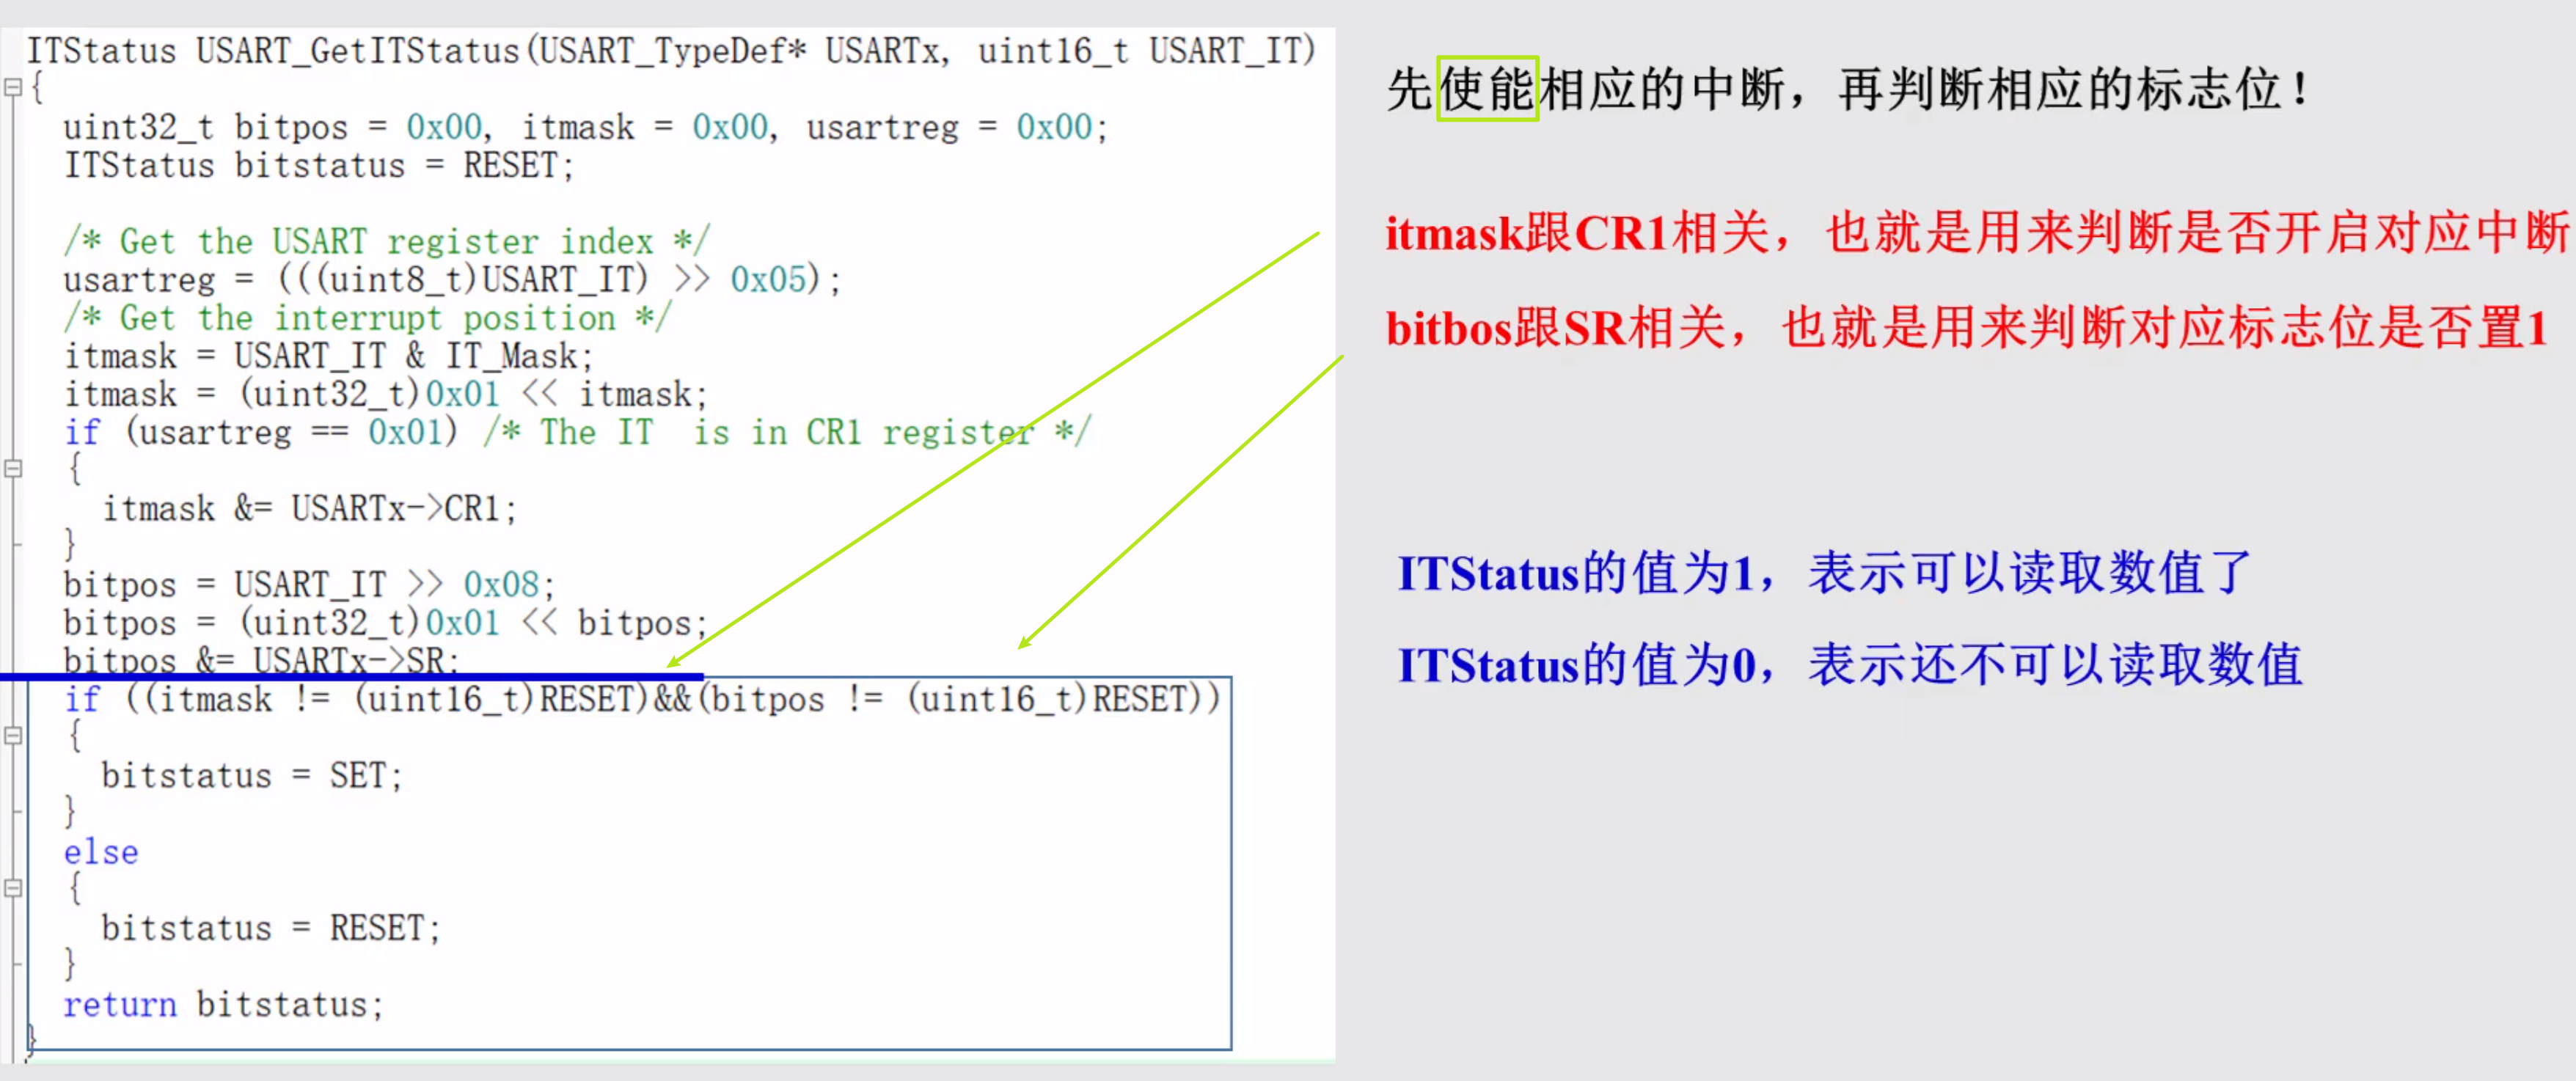 ITStatus USART_GetITStatus(USART_TypeDef* USARTx, uint16_t USART_IT)
{
uint32_t bitpos = 0x00, itmask = 0x00, usartreg = 0x00;
ITStatus bitstatus = RESET;
/* Get the USART register index */
usartreg = (((uint8_t)USART_IT) >> 0x05);
/* Get the interrupt position */
itmask = USART_IT & IT_Mask;
itmask = (uint32_t)0x01 << itmask;
if (usartreg == 0x01) /* The IT  is in CR1 register */
{
itmask &= USARTx->CR1;
}
bitpos = USART_IT >> 0x08;
bitpos = (uint32_t)0x01 << bitpos;
bitpos &= USARTx->SR;
if ((itmask != (uint16_t)RESET)&&(bitpos != (uint16_t)RESET))
{
bitstatus = SET;
}
else
{
bitstatus = RESET;
}
return bitstatus;
}
先使能相应的中断，再判断相应的标志位！
itmask跟CR1相关，也就是用来判断是否开启对应中断
bitbos跟SR相关，也就是用来判断对应标志位是否置1
ITStatus的值为1，表示可以读取数值了
ITStatus的值为0，表示还不可以读取数值